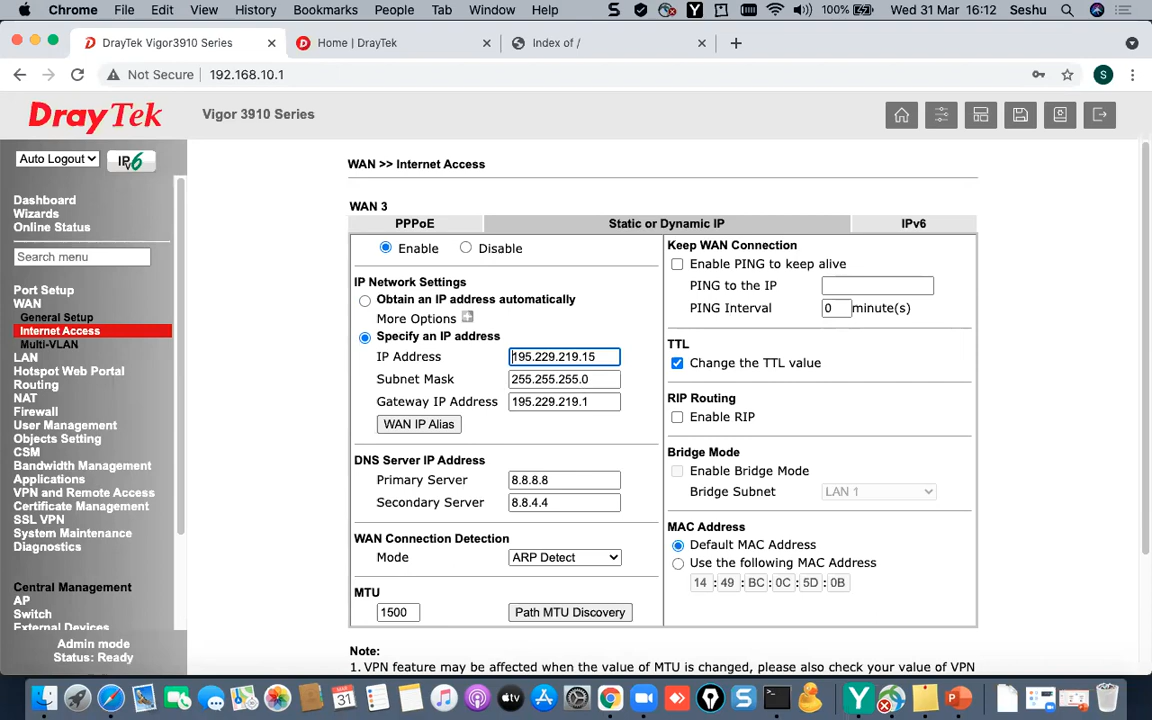 Chrome File Edit View History Bookmarks People Tab Window Help 100% Wed 31 Mar 16:12 Seshu
DrayTek Vigor3910 Series Home | DrayTek Index of /
Not Secure 192.168.10.1 S
DrayTek Vigor 3910 Series
Auto Logout IPv6
Dashboard
Wizards
Online Status
Search menu
Port Setup
WAN
General Setup
Internet Access
Multi-VLAN
LAN
Hotspot Web Portal
Routing
NAT
Firewall
User Management
Objects Setting
CSM
Bandwidth Management
Applications
VPN and Remote Access
Certificate Management
SSL VPN
System Maintenance
Diagnostics
Central Management
AP
Switch
External Devices
Admin mode
Status: Ready
WAN >> Internet Access
WAN 3
PPPoE Static or Dynamic IP IPv6
Enable Disable
IP Network Settings
Obtain an IP address automatically
More Options
Specify an IP address
IP Address 195.229.219.15
Subnet Mask 255.255.255.0
Gateway IP Address 195.229.219.1
WAN IP Alias
DNS Server IP Address
Primary Server 8.8.8.8
Secondary Server 8.8.4.4
WAN Connection Detection
Mode ARP Detect
MTU
1500 Path MTU Discovery
Keep WAN Connection
Enable PING to keep alive
PING to the IP
PING Interval 0 minute(s)
TTL
Change the TTL value
RIP Routing
Enable RIP
Bridge Mode
Enable Bridge Mode
Bridge Subnet LAN 1
MAC Address
Default MAC Address
Use the following MAC Address
14 : 49 : BC : 0C : 5D : 0B
Note:
1. VPN feature may be affected when the value of MTU is changed, please also check your value of VPN